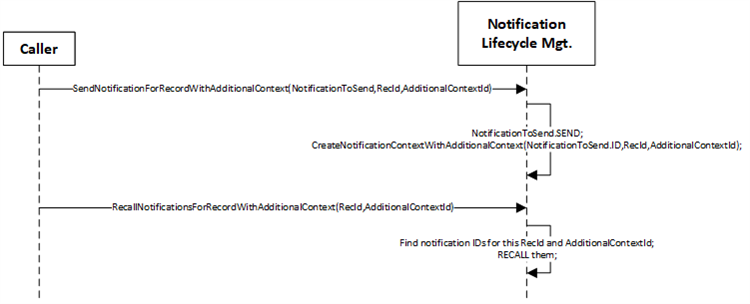 Caller
Notification
Lifecycle Mgt.
SendNotificationForRecordWithAdditionalContext(NotificationToSend,RecId,AdditionalContextId)
NotificationToSend.SEND;
CreateNotificationContextWithAdditionalContext(NotificationToSend.ID,RecId,AdditionalContextId);
RecallNotificationsForRecordWithAdditionalContext(RecId,AdditionalContextId)
Find notification IDs for this RecId and AdditionalContextId;
RECALL them;